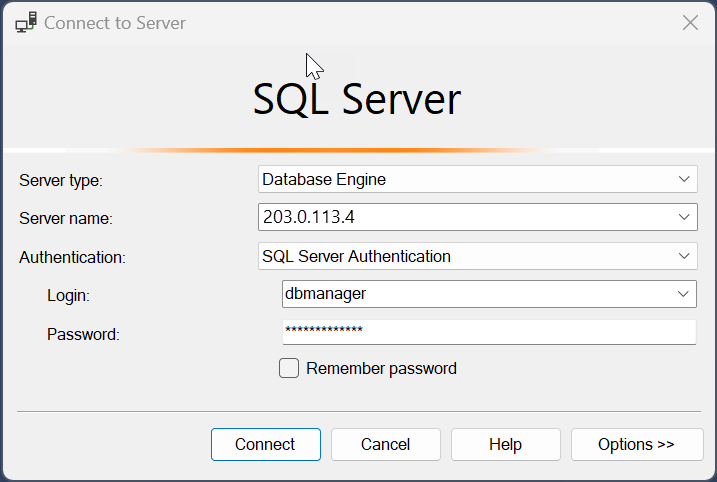 Connect to Server
SQL Server
Server type: Database Engine
Server name: 203.0.113.4
Authentication: SQL Server Authentication
Login: dbmanager
Password: *************
Remember password
Connect Cancel Help Options >>